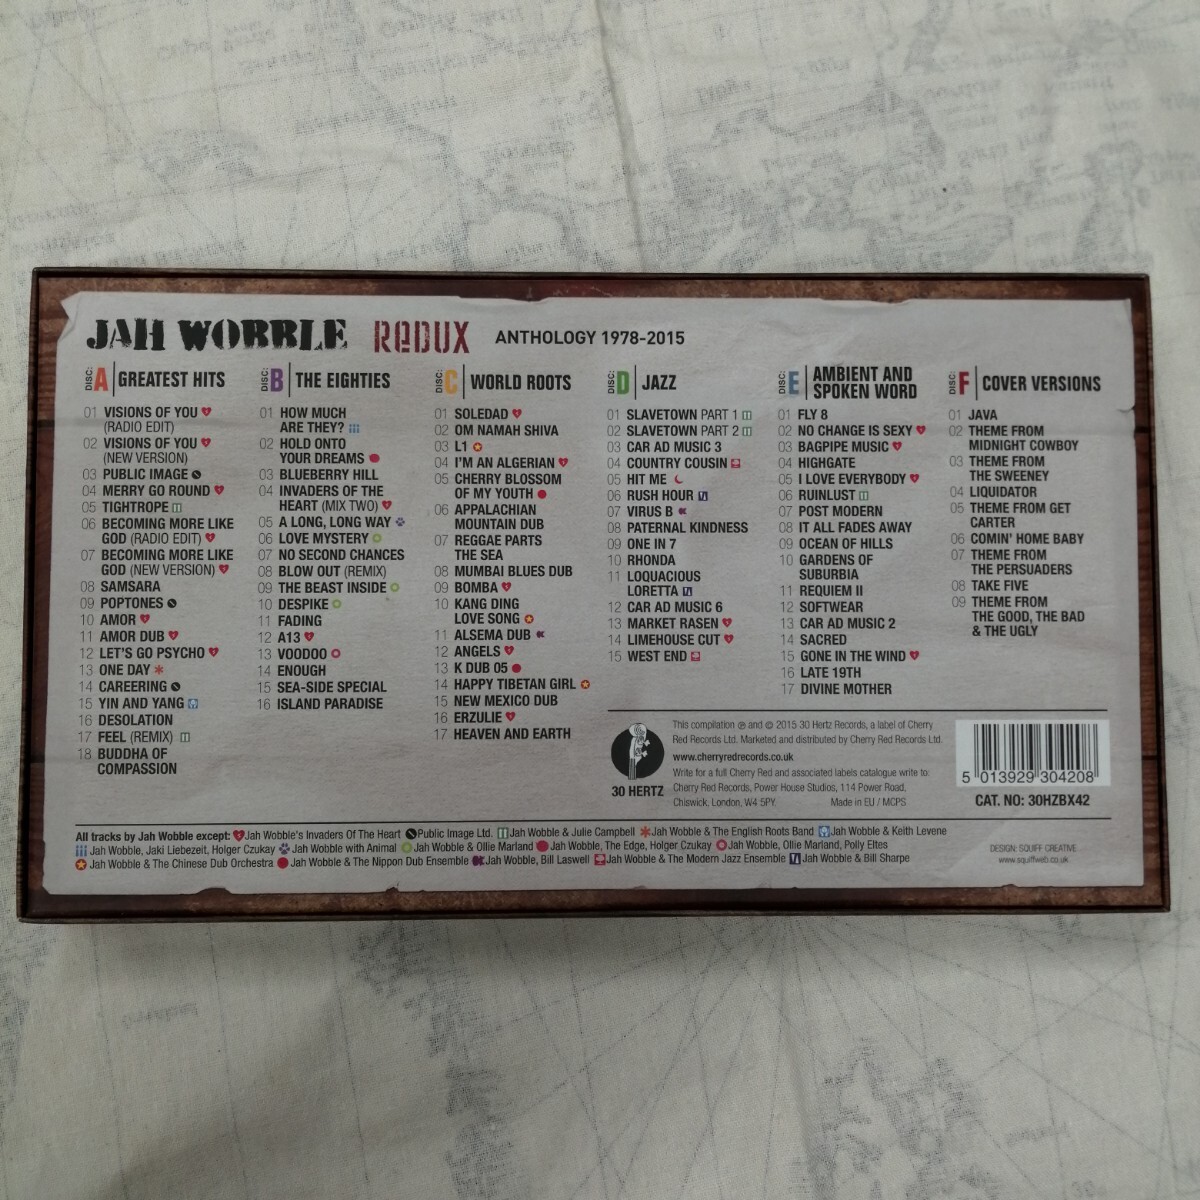 JAH WOBBLE REDUX ANTHOLOGY 1978-2015
DISC: A GREATEST HITS
01 VISIONS OF YOU
(RADIO EDIT)
02 VISIONS OF YOU
(NEW VERSION)
03 PUBLIC IMAGE
04 MERRY GO ROUND
05 TIGHTROPE
06 BECOMING MORE LIKE
GOD (RADIO EDIT)
07 BECOMING MORE LIKE
GOD (NEW VERSION)
08 SAMSARA
09 POPTONES
10 AMOR
11 AMOR DUB
12 LET'S GO PSYCHO
13 ONE DAY
14 CAREERING
15 YIN AND YANG
16 DESOLATION
17 FEEL (REMIX)
18 BUDDHA OF
COMPASSION
DISC: B THE EIGHTIES
01 HOW MUCH
ARE THEY?
02 HOLD ONTO
YOUR DREAMS
03 BLUEBERRY HILL
04 INVADERS OF THE
HEART (MIX TWO)
05 A LONG, LONG WAY
06 LOVE MYSTERY
07 NO SECOND CHANCES
08 BLOW OUT (REMIX)
09 THE BEAST INSIDE
10 DESPIKE
11 FADING
12 A13
13 VOODOO
14 ENOUGH
15 SEA-SIDE SPECIAL
16 ISLAND PARADISE
DISC: C WORLD ROOTS
01 SOLEDAD
02 OM NAMAH SHIVA
03 L1
04 I'M AN ALGERIAN
05 CHERRY BLOSSOM
OF MY YOUTH
06 APPALACHIAN
MOUNTAIN DUB
07 REGGAE PARTS
THE SEA
08 MUMBAI BLUES DUB
09 BOMBA
10 KANG DING
LOVE SONG
11 ALSEMA DUB
12 ANGELS
13 K DUB 05
14 HAPPY TIBETAN GIRL
15 NEW MEXICO DUB
16 ERZULIE
17 HEAVEN AND EARTH
DISC: D JAZZ
01 SLAVETOWN PART 1
02 SLAVETOWN PART 2
03 CAR AD MUSIC 3
04 COUNTRY COUSIN
05 HIT ME
06 RUSH HOUR
07 VIRUS B
08 PATERNAL KINDNESS
09 ONE IN 7
10 RHONDA
11 LOQUACIOUS
LORETTA
12 CAR AD MUSIC 6
13 MARKET RASEN
14 LIMEHOUSE CUT
15 WEST END
DISC: E AMBIENT AND
SPOKEN WORD
01 FLY 8
02 NO CHANGE IS SEXY
03 BAGPIPE MUSIC
04 HIGHGATE
05 I LOVE EVERYBODY
06 RUINLUST
07 POST MODERN
08 IT ALL FADES AWAY
09 OCEAN OF HILLS
10 GARDENS OF
SUBURBIA
11 REQUIEM II
12 SOFTWEAR
13 CAR AD MUSIC 2
14 SACRED
15 GONE IN THE WIND
16 LATE 19TH
17 DIVINE MOTHER
DISC: F COVER VERSIONS
01 JAVA
02 THEME FROM
MIDNIGHT COWBOY
03 THEME FROM
THE SWEENEY
04 LIQUIDATOR
05 THEME FROM GET
CARTER
06 COMIN' HOME BABY
07 THEME FROM
THE PERSUADERS
08 TAKE FIVE
09 THEME FROM
THE GOOD, THE BAD
& THE UGLY
30 HERTZ
This compilation ℗ and © 2015 30 Hertz Records, a label of Cherry
Red Records Ltd. Marketed and distributed by Cherry Red Records Ltd.
www.cherryredrecords.co.uk
Write for a full Cherry Red and associated labels catalogue write to:
Cherry Red Records, Power House Studios, 114 Power Road,
Chiswick, London, W4 5PY. Made in EU / MCPS
5 013929 304208
CAT. NO: 30HZBX42
All tracks by Jah Wobble except: Jah Wobble's Invaders Of The Heart Public Image Ltd. Jah Wobble & Julie Campbell Jah Wobble & The English Roots Band Jah Wobble & Keith Levene
Jah Wobble, Jaki Liebezeit, Holger Czukay Jah Wobble with Animal Jah Wobble & Ollie Marland Jah Wobble, The Edge, Holger Czukay Jah Wobble, Ollie Marland, Polly Eltes
Jah Wobble & The Chinese Dub Orchestra Jah Wobble & The Nippon Dub Ensemble Jah Wobble, Bill Laswell Jah Wobble & The Modern Jazz Ensemble Jah Wobble & Bill Sharpe
DESIGN: SQUIFF CREATIVE
www.squiffweb.co.uk